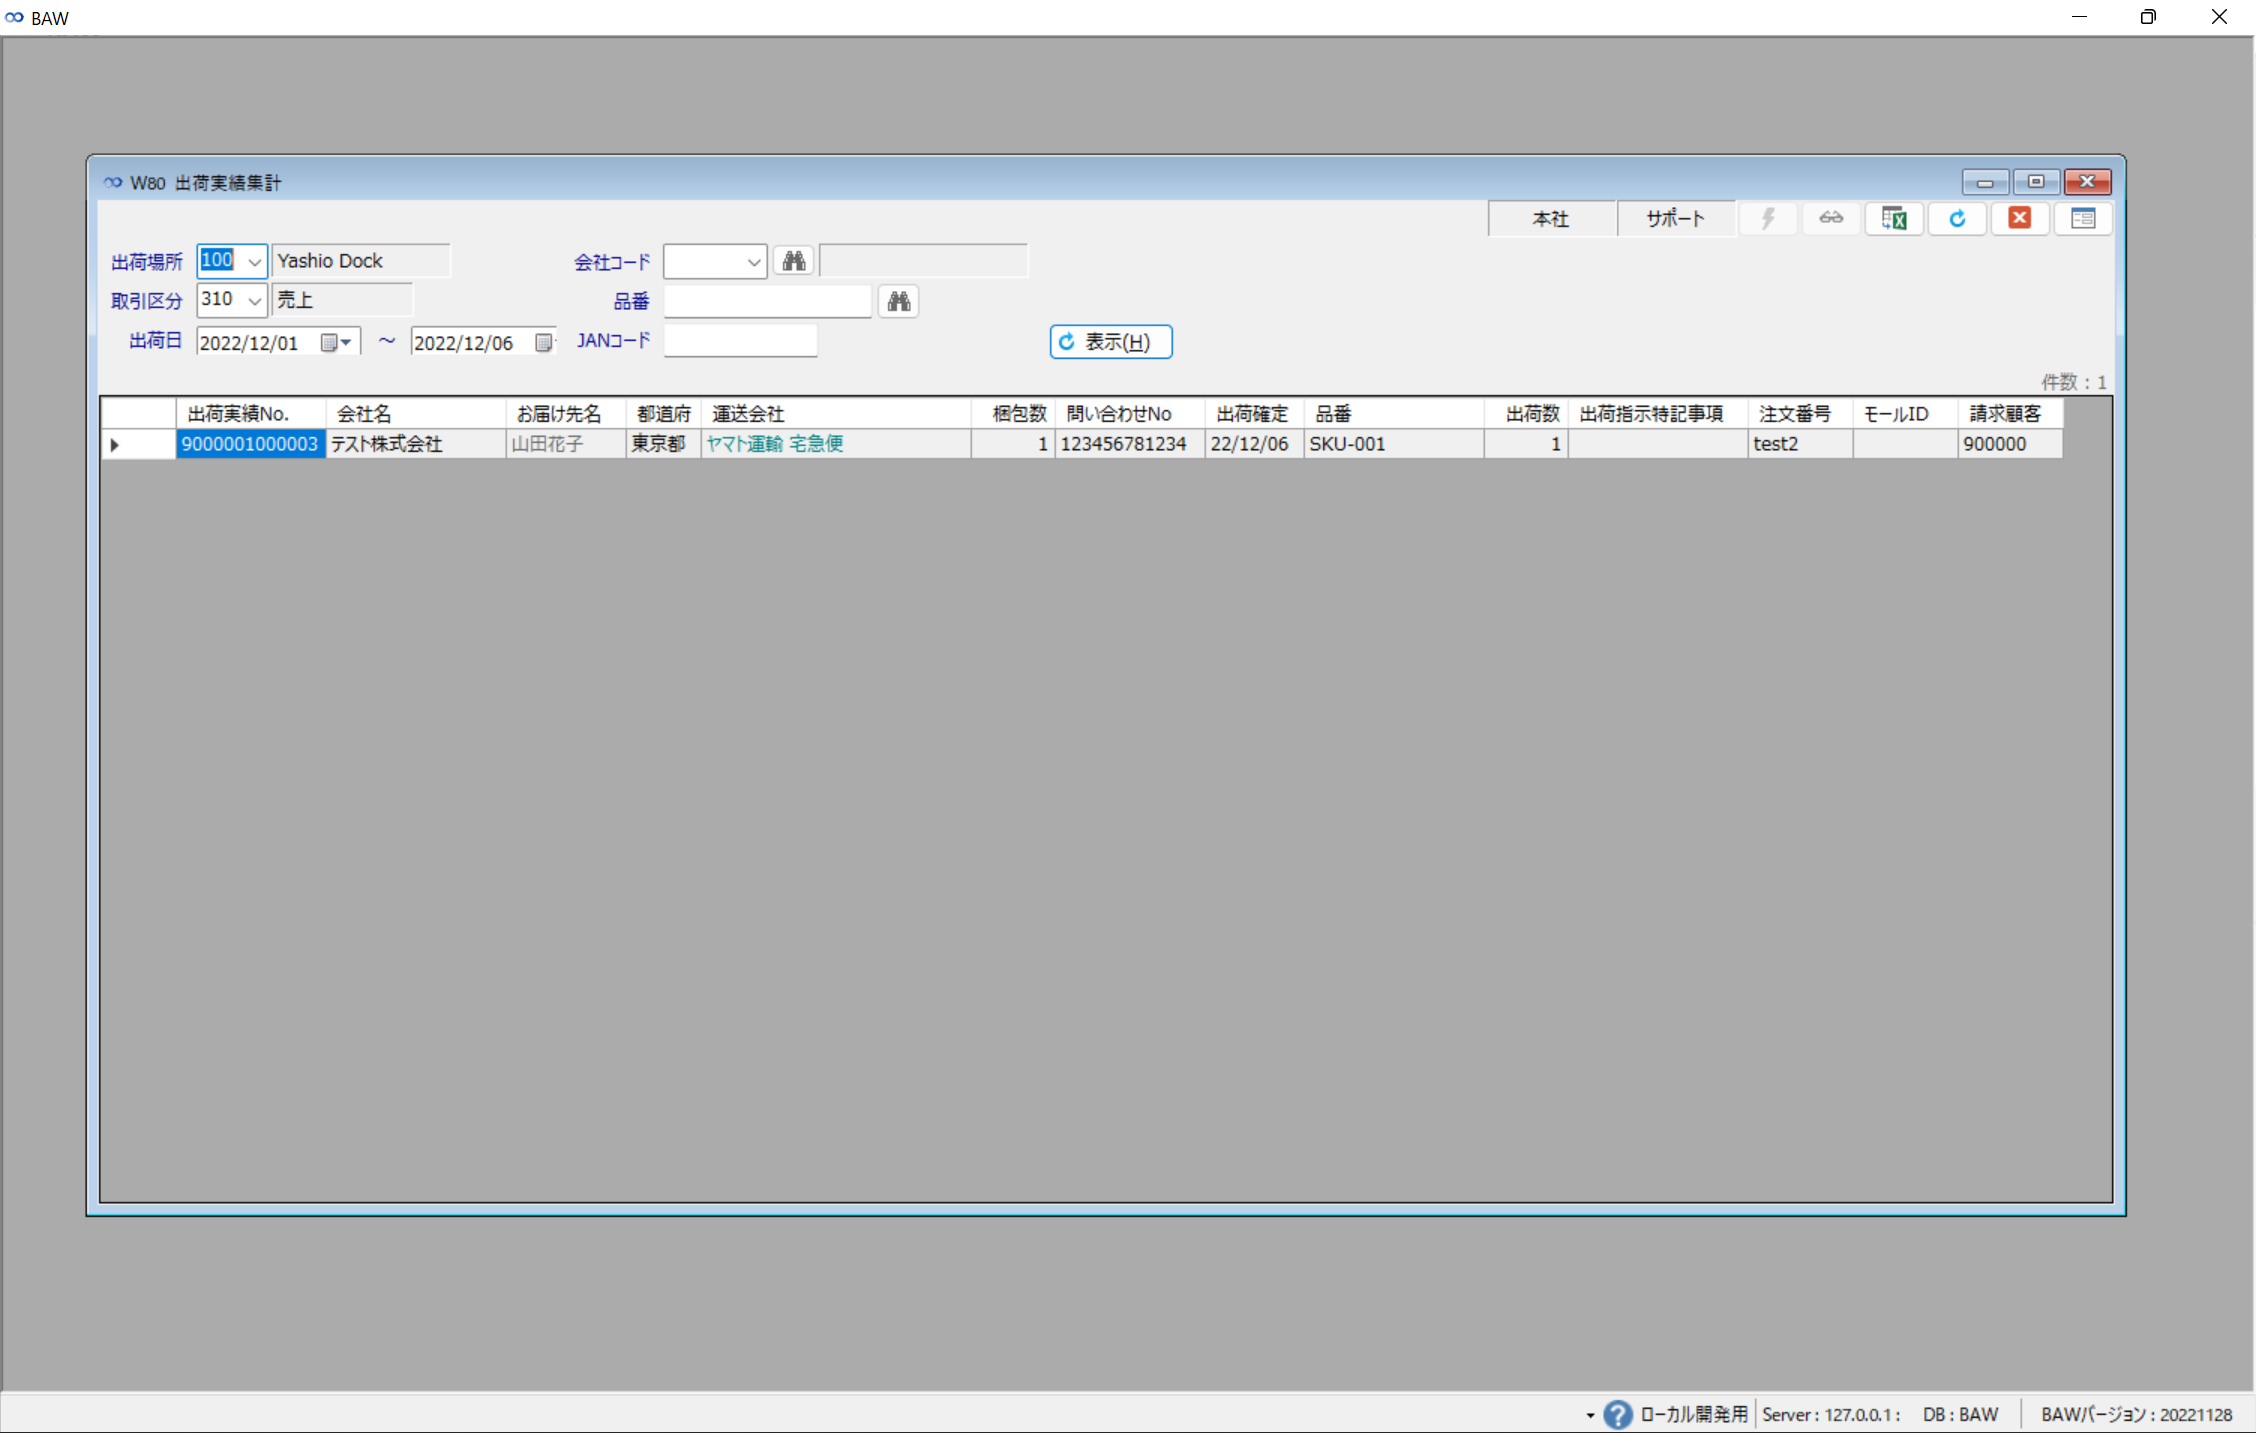 BAW
W80 出荷実績集計
本社 サポート
出荷場所 100 Yashio Dock 会社コード
取引区分 310 売上 品番
出荷日 2022/12/01 ～ 2022/12/06 JANコード 表示(H)
件数 : 1
出荷実績No. 会社名 お届け先名 都道府 運送会社 梱包数 問い合わせNo 出荷確定 品番 出荷数 出荷指示特記事項 注文番号 モールID 請求顧客
9000001000003 テスト株式会社 山田花子 東京都 ヤマト運輸 宅急便 1 123456781234 22/12/06 SKU-001 1 test2 900000
ローカル開発用 Server : 127.0.0.1 : DB : BAW BAWバージョン : 20221128